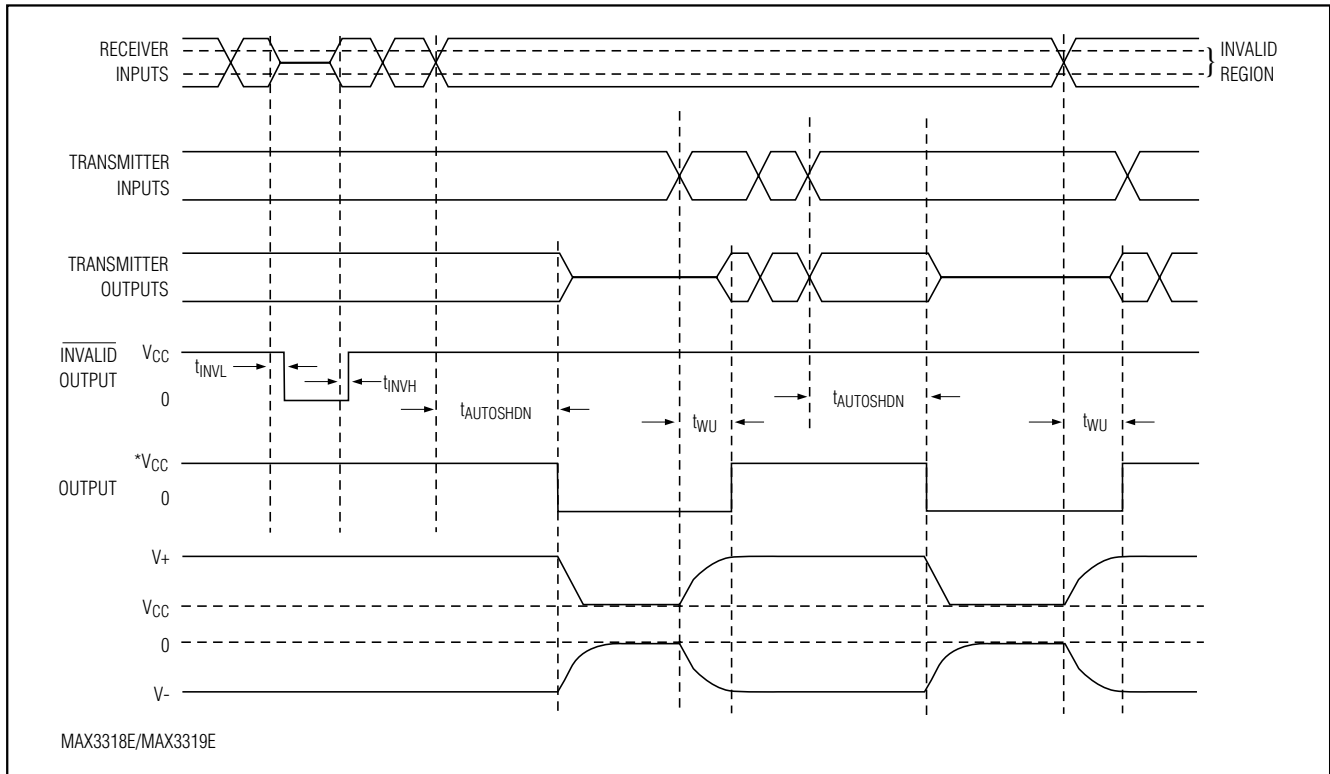 RECEIVER
INPUTS
} INVALID
REGION
TRANSMITTER
INPUTS
TRANSMITTER
OUTPUTS
INVALID
OUTPUT
VCC
0
tINVL
tINVH
tAUTOSHDN
tWU
tAUTOSHDN
tWU
*VCC
OUTPUT
0
V+
VCC
0
V-
MAX3318E/MAX3319E